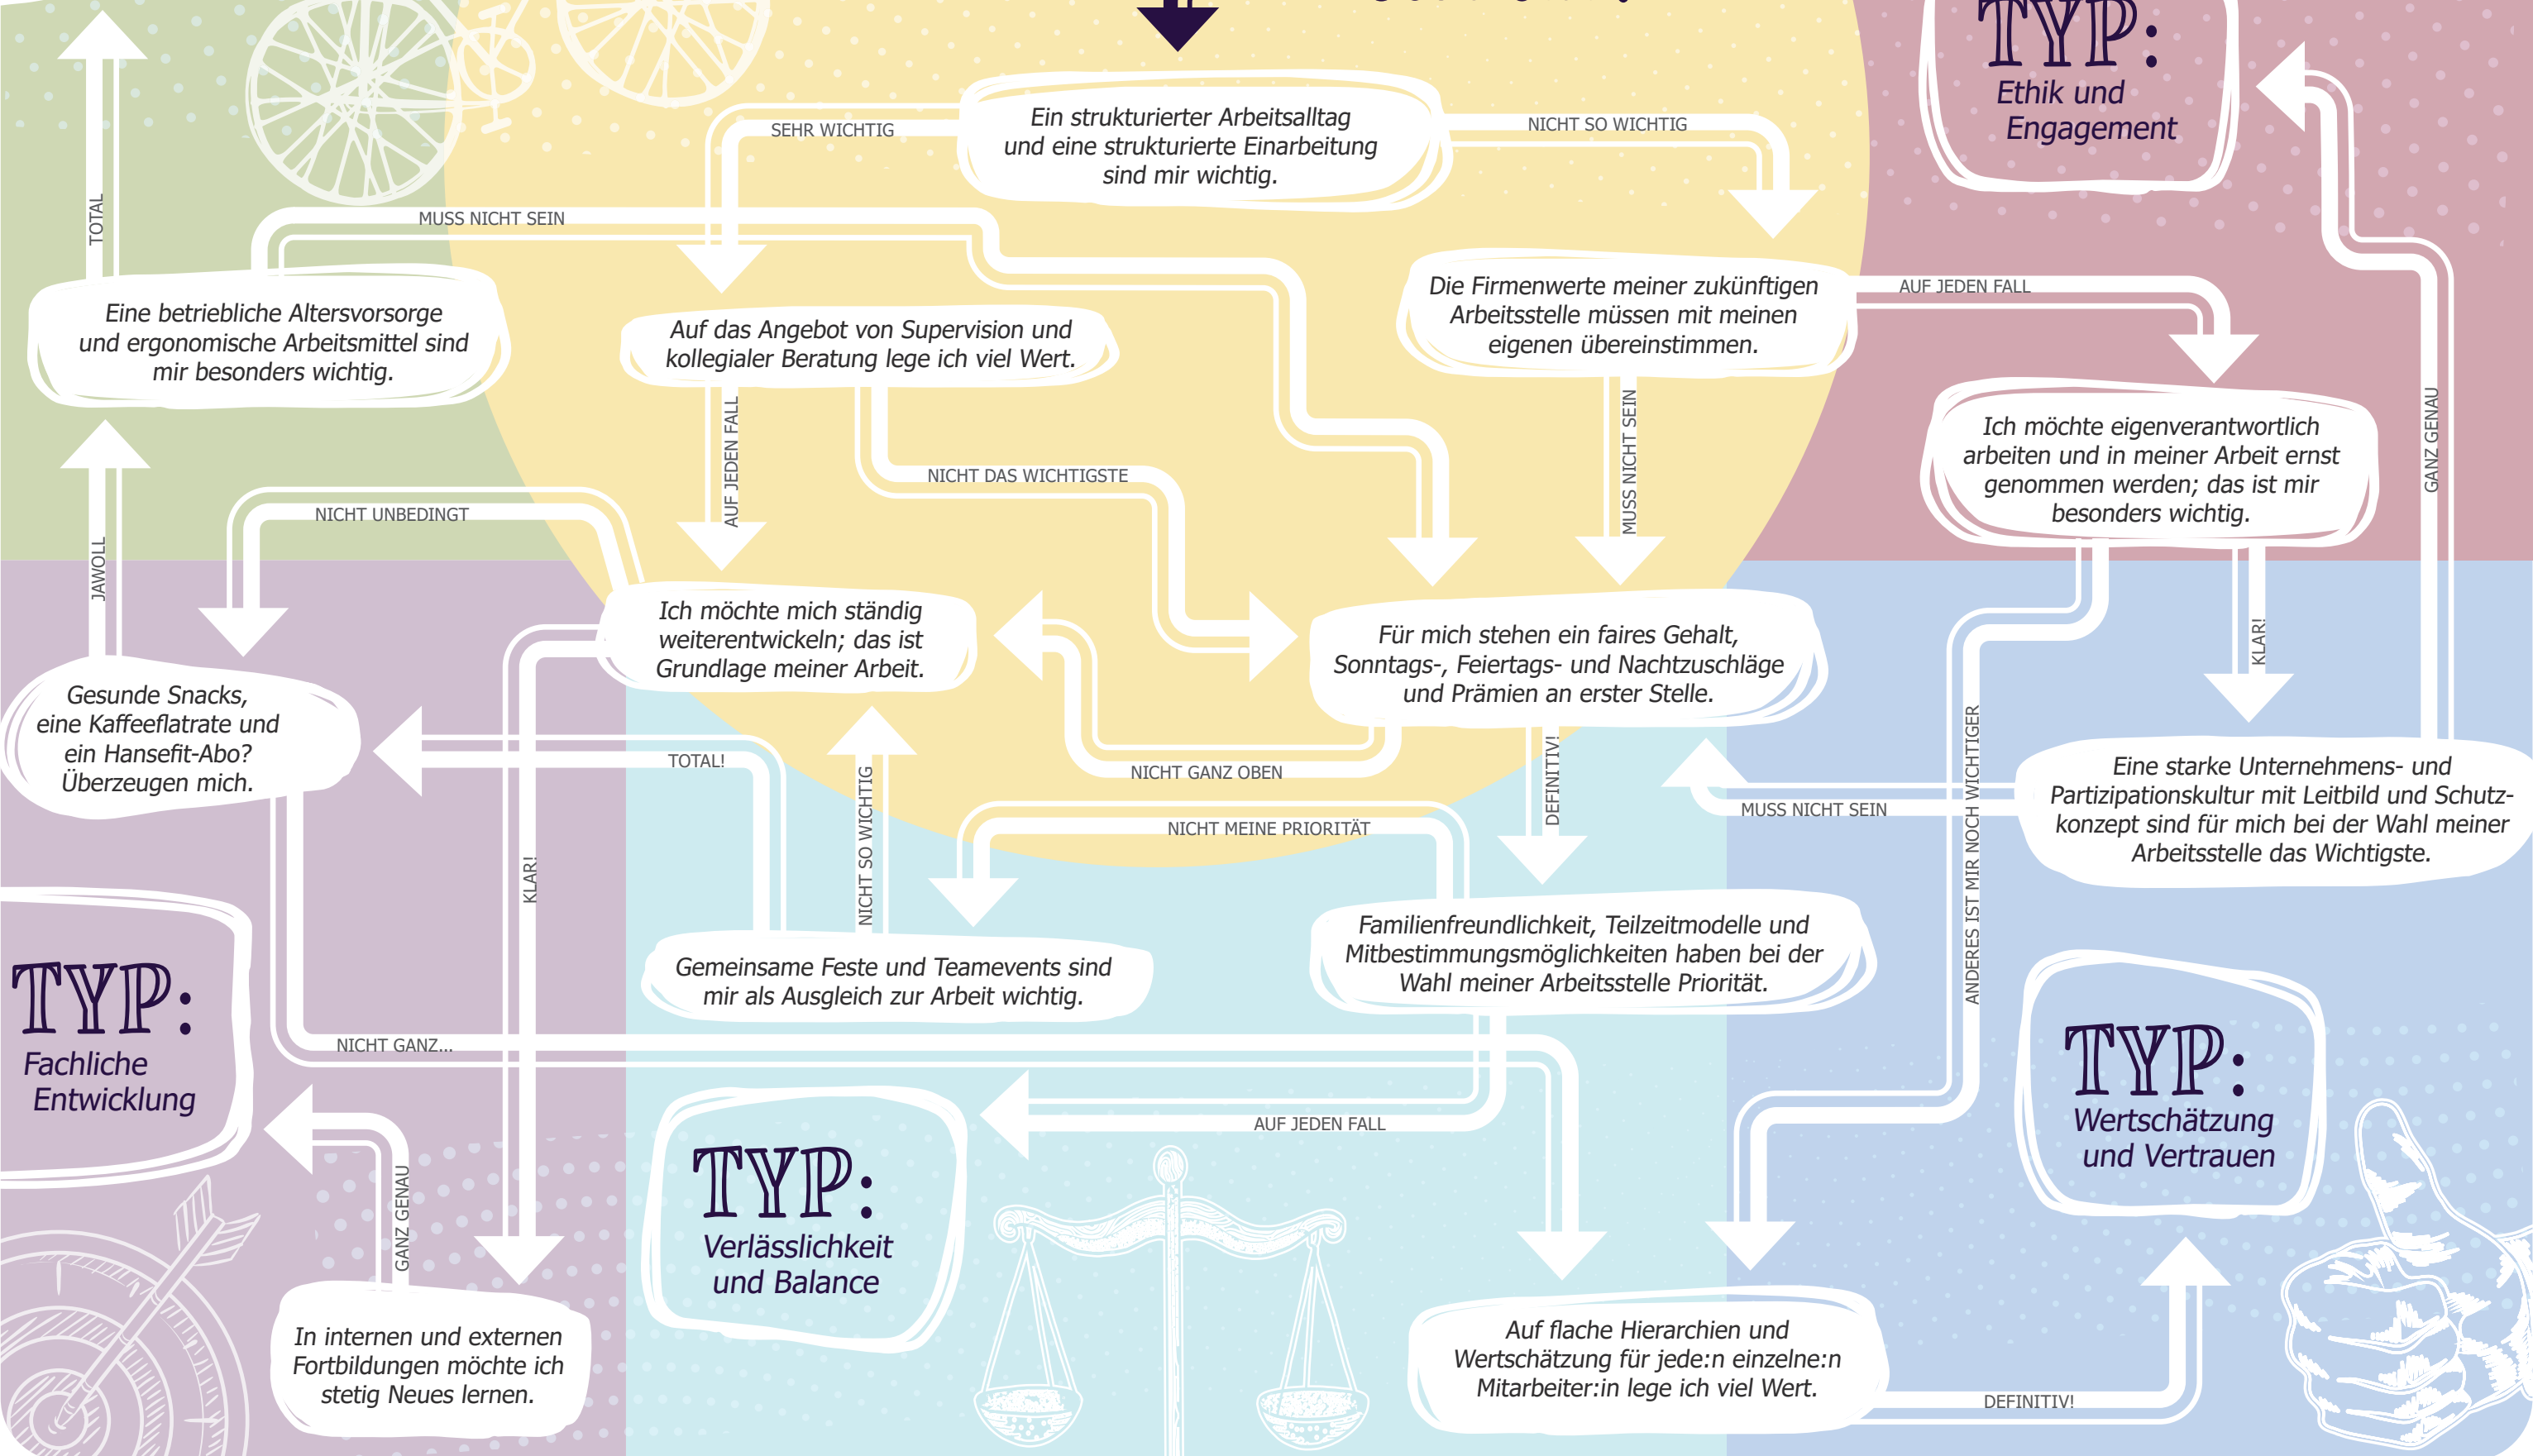 TYP:
Ethik und
Engagement
Ein strukturierter Arbeitsalltag
und eine strukturierte Einarbeitung
sind mir wichtig.
SEHR WICHTIG
NICHT SO WICHTIG
TOTAL
MUSS NICHT SEIN
Eine betriebliche Altersvorsorge
und ergonomische Arbeitsmittel sind
mir besonders wichtig.
Auf das Angebot von Supervision und
kollegialer Beratung lege ich viel Wert.
Die Firmenwerte meiner zukünftigen
Arbeitsstelle müssen mit meinen
eigenen übereinstimmen.
AUF JEDEN FALL
Ich möchte eigenverantwortlich
arbeiten und in meiner Arbeit ernst
genommen werden; das ist mir
besonders wichtig.
GANZ GENAU
AUF JEDEN FALL
NICHT DAS WICHTIGSTE
MUSS NICHT SEIN
NICHT UNBEDINGT
JAWOLL
Ich möchte mich ständig
weiterentwickeln; das ist
Grundlage meiner Arbeit.
Für mich stehen ein faires Gehalt,
Sonntags-, Feiertags- und Nachtzuschläge
und Prämien an erster Stelle.
KLAR!
Gesunde Snacks,
eine Kaffeeflatrate und
ein Hansefit-Abo?
Überzeugen mich.
TOTAL!
NICHT SO WICHTIG
NICHT GANZ OBEN
DEFINITIV!
MUSS NICHT SEIN
ANDERES IST MIR NOCH WICHTIGER
Eine starke Unternehmens- und
Partizipationskultur mit Leitbild und Schutz-
konzept sind für mich bei der Wahl meiner
Arbeitsstelle das Wichtigste.
NICHT MEINE PRIORITÄT
KLAR!
Gemeinsame Feste und Teamevents sind
mir als Ausgleich zur Arbeit wichtig.
Familienfreundlichkeit, Teilzeitmodelle und
Mitbestimmungsmöglichkeiten haben bei der
Wahl meiner Arbeitsstelle Priorität.
TYP:
Fachliche
Entwicklung
NICHT GANZ...
AUF JEDEN FALL
TYP:
Wertschätzung
und Vertrauen
TYP:
Verlässlichkeit
und Balance
GANZ GENAU
In internen und externen
Fortbildungen möchte ich
stetig Neues lernen.
Auf flache Hierarchien und
Wertschätzung für jede:n einzelne:n
Mitarbeiter:in lege ich viel Wert.
DEFINITIV!